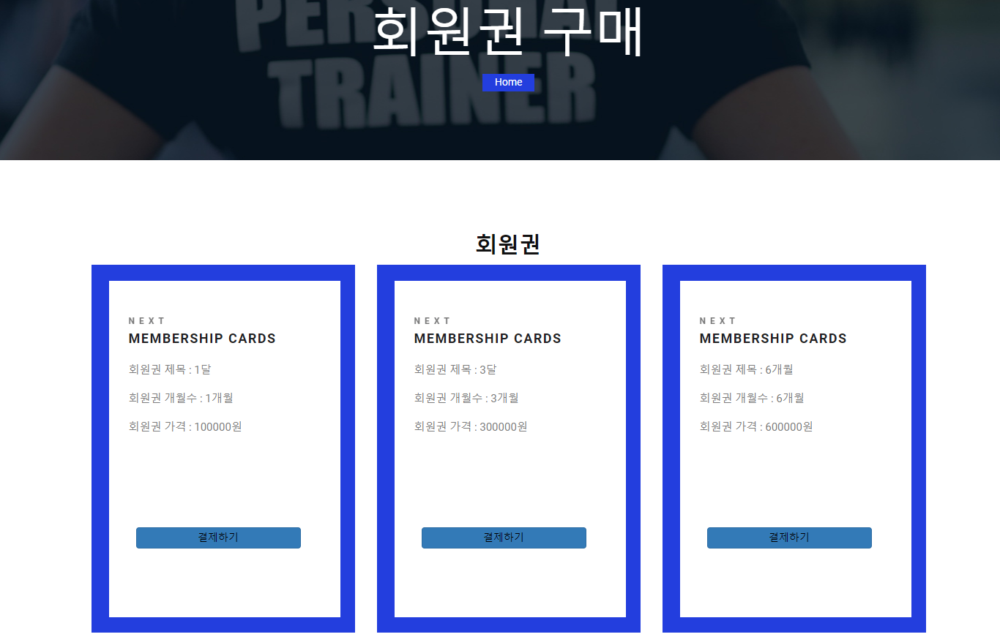 PERSONAL
회원권 구매
TRAINER
Home
회원권
NEXT
MEMBERSHIP CARDS
회원권 제목 : 1달
회원권 개월수 : 1개월
회원권 가격 : 100000원
결제하기
NEXT
MEMBERSHIP CARDS
회원권 제목 : 3달
회원권 개월수 : 3개월
회원권 가격 : 300000원
결제하기
NEXT
MEMBERSHIP CARDS
회원권 제목 : 6개월
회원권 개월수 : 6개월
회원권 가격 : 600000원
결제하기